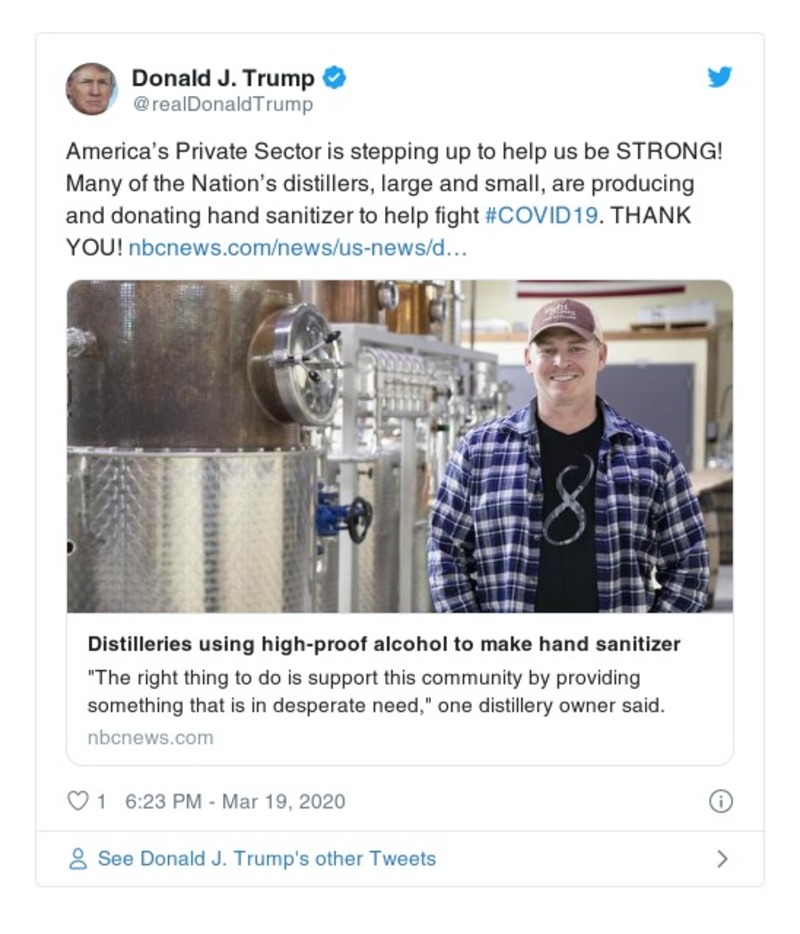 Donald J. Trump
@realDonaldTrump
America’s Private Sector is stepping up to help us be STRONG!
Many of the Nation’s distillers, large and small, are producing
and donating hand sanitizer to help fight #COVID19. THANK
YOU! nbcnews.com/news/us-news/d…
8
Distilleries using high-proof alcohol to make hand sanitizer
"The right thing to do is support this community by providing
something that is in desperate need," one distillery owner said.
nbcnews.com
1 6:23 PM - Mar 19, 2020
See Donald J. Trump's other Tweets